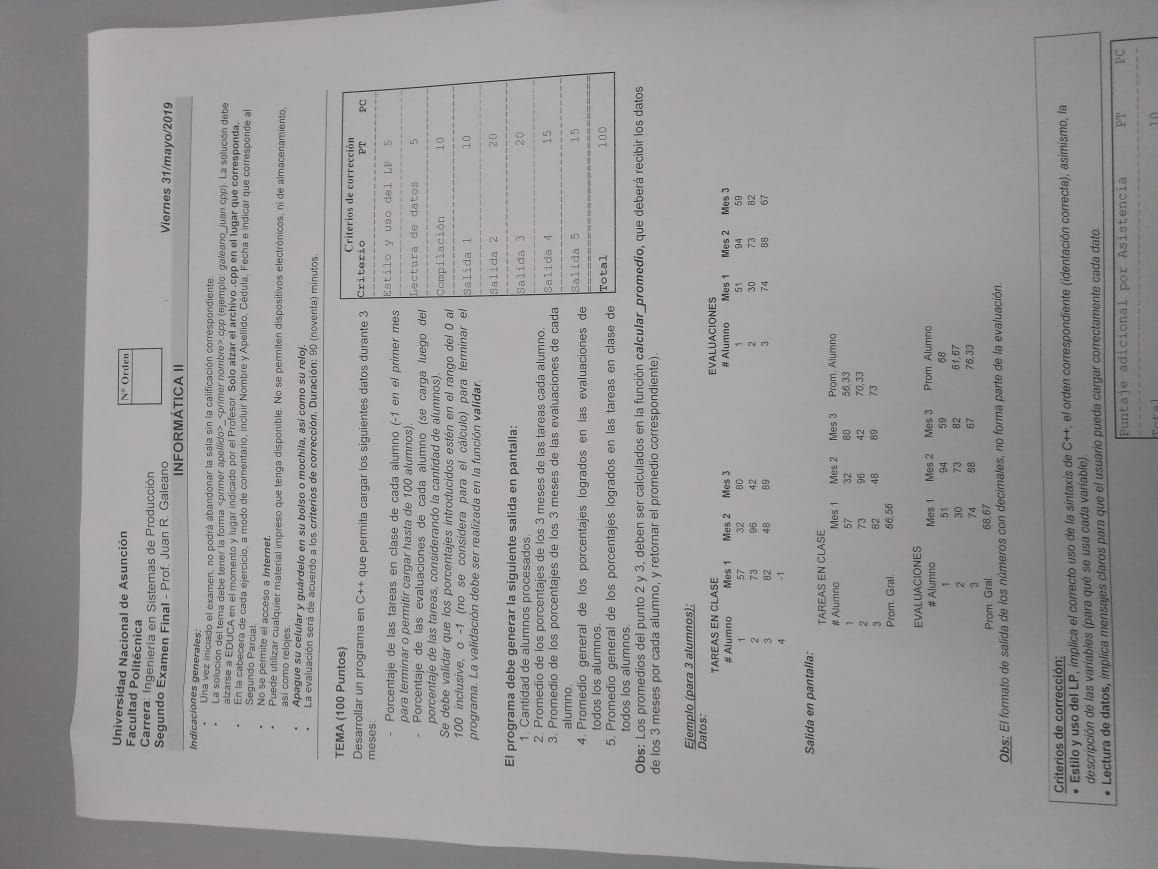 Universidad Nacional de Asunción
Facultad Politécnica
Carrera: Ingeniería en Sistemas de Producción
Segundo Examen Final - Prof. Juan R. Galeano
N° Orden
Viernes 31/mayo/2019
INFORMÁTICA II
Indicaciones generales:
• Una vez iniciado el examen, no podrá abandonar la sala sin la calificación correspondiente.
• La solución del tema debe tener la forma <primer apellido>_<primer nombre>.cpp (ejemplo: galeano_juan.cpp). La solución debe
alzarse a EDUCA en el momento y lugar indicado por el Profesor. Solo alzar el archivo .cpp en el lugar que corresponda.
• En la cabecera de cada ejercicio, a modo de comentario, incluir Nombre y Apellido, Cédula, Fecha e indicar que corresponde al
Segundo Parcial.
• No se permite el acceso a Internet.
• Puede utilizar cualquier material impreso que tenga disponible. No se permiten dispositivos electrónicos, ni de almacenamiento,
así como relojes.
• Apague su celular y guárdelo en su bolso o mochila, así como su reloj.
• La evaluación será de acuerdo a los criterios de corrección. Duración: 90 (noventa) minutos.
TEMA (100 Puntos)
Desarrollar un programa en C++ que permita cargar los siguientes datos durante 3
meses:
- Porcentaje de las tareas en clase de cada alumno (-1 en el primer mes
para terminar o permitir cargar hasta de 100 alumnos).
- Porcentaje de las evaluaciones de cada alumno (se carga luego del
porcentaje de las tareas, considerando la cantidad de alumnos).
Se debe validar que los porcentajes introducidos estén en el rango del 0 al
100 inclusive, o -1 (no se considera para el cálculo) para terminar el
programa. La validación debe ser realizada en la función validar.
El programa debe generar la siguiente salida en pantalla:
1. Cantidad de alumnos procesados.
2. Promedio de los porcentajes de los 3 meses de las tareas cada alumno.
3. Promedio de los porcentajes de los 3 meses de las evaluaciones de cada
alumno.
4. Promedio general de los porcentajes logrados en las evaluaciones de
todos los alumnos.
5. Promedio general de los porcentajes logrados en las tareas en clase de
todos los alumnos.
Criterios de corrección
Criterio PT PC
Estilo y uso del LP 5
Lectura de datos 5
Compilación 10
Salida 1 10
Salida 2 20
Salida 3 20
Salida 4 15
Salida 5 15
Total 100
Obs: Los promedios del punto 2 y 3, deben ser calculados en la función calcular_promedio, que deberá recibir los datos
de los 3 meses por cada alumno, y retornar el promedio correspondiente).
Ejemplo (para 3 alumnos):
Datos:
TAREAS EN CLASE
# Alumno Mes 1 Mes 2 Mes 3
1 57 32 80
2 73 96 42
3 82 48 89
4 -1
EVALUACIONES
# Alumno Mes 1 Mes 2 Mes 3
1 51 94 59
2 30 73 82
3 74 88 67
Salida en pantalla:
TAREAS EN CLASE
# Alumno Mes 1 Mes 2 Mes 3 Prom. Alumno
1 57 32 80 56,33
2 73 96 42 70,33
3 82 48 89 73
Prom. Gral. 66,56
EVALUACIONES
# Alumno Mes 1 Mes 2 Mes 3 Prom. Alumno
1 51 94 59 68
2 30 73 82 61,67
3 74 88 67 76,33
Prom. Gral. 68,67
Obs: El formato de salida de los números con decimales, no forma parte de la evaluación.
Criterios de corrección:
• Estilo y uso del LP, implica el correcto uso de la sintaxis de C++, el orden correspondiente (identación correcta), asimismo, la
descripción de las variables (para qué se usa cada variable).
• Lectura de datos, implica mensajes claros para que el usuario pueda cargar correctamente cada dato.
Puntaje adicional por Asistencia PT PC
Total 10